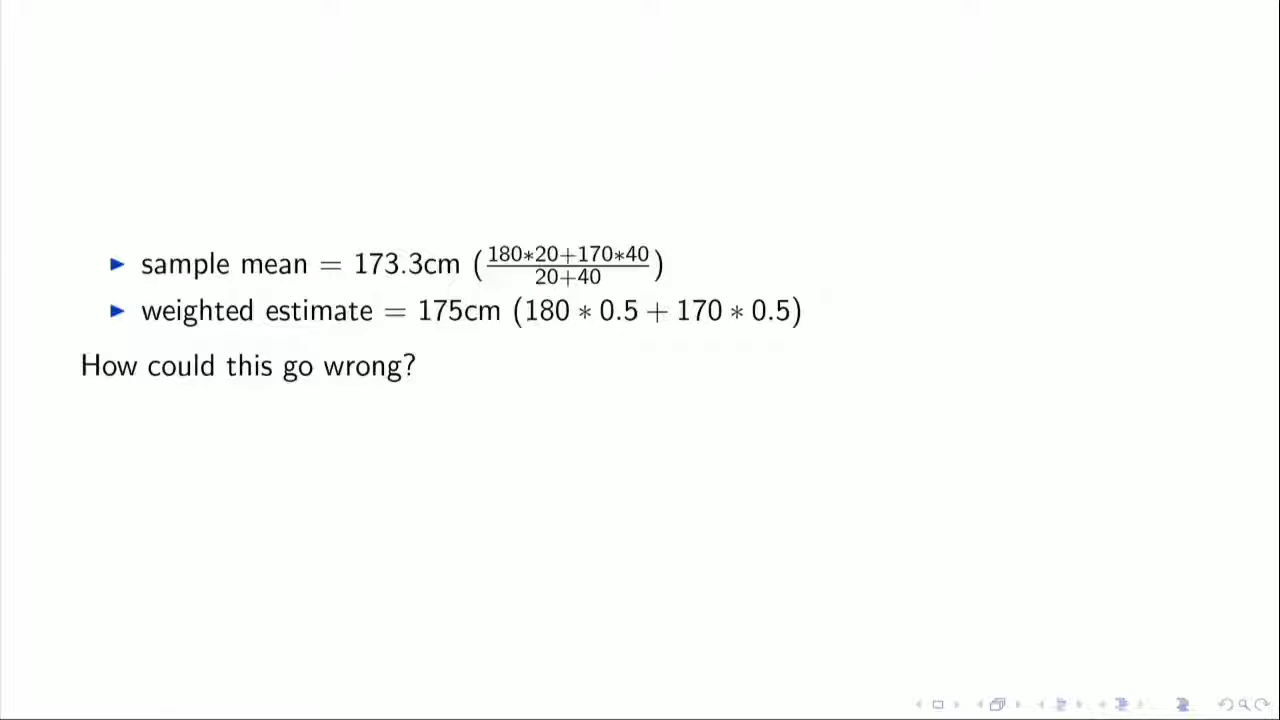 ▶ sample mean = 173.3cm (\frac{180*20+170*40}{20+40})
▶ weighted estimate = 175cm (180 * 0.5 + 170 * 0.5)
How could this go wrong?